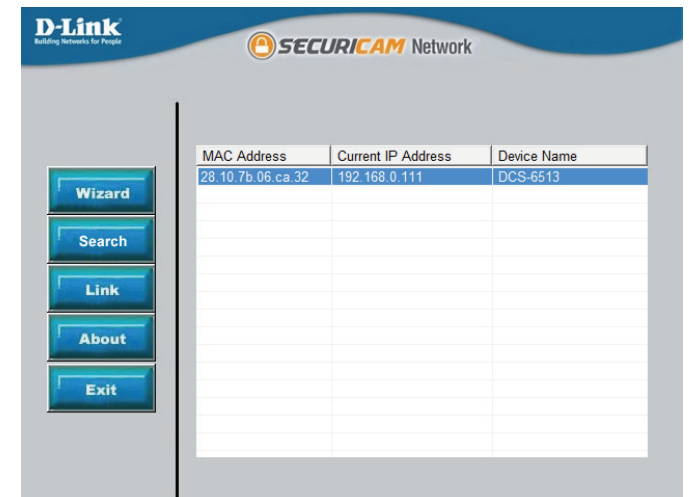 D-Link
Building Networks for People
SECURICAM Network
MAC Address Current IP Address Device Name
28.10.7b.06.ca.32 192.168.0.111 DCS-6513
Wizard
Search
Link
About
Exit